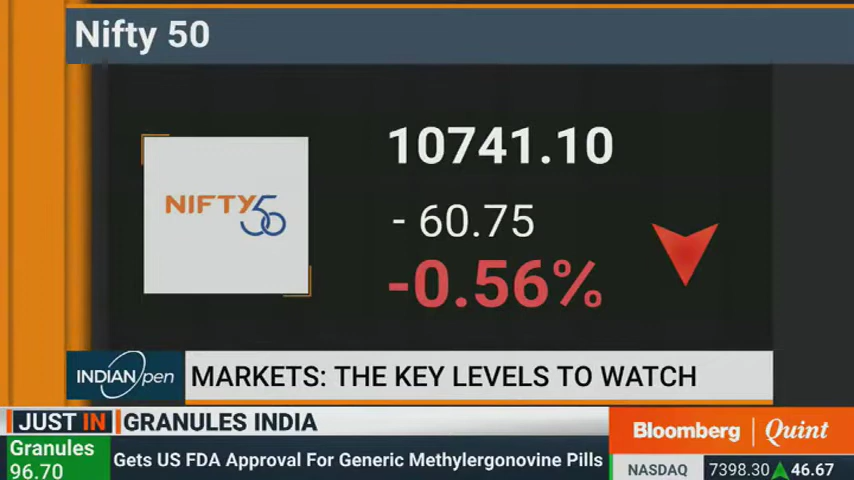 Nifty 50
NIFTY 50
10741.10
- 60.75
-0.56%
INDIAN Open
MARKETS: THE KEY LEVELS TO WATCH
JUST IN
GRANULES INDIA
Granules
96.70
Gets US FDA Approval For Generic Methylergonovine Pills
Bloomberg | Quint
NASDAQ 7398.30 46.67